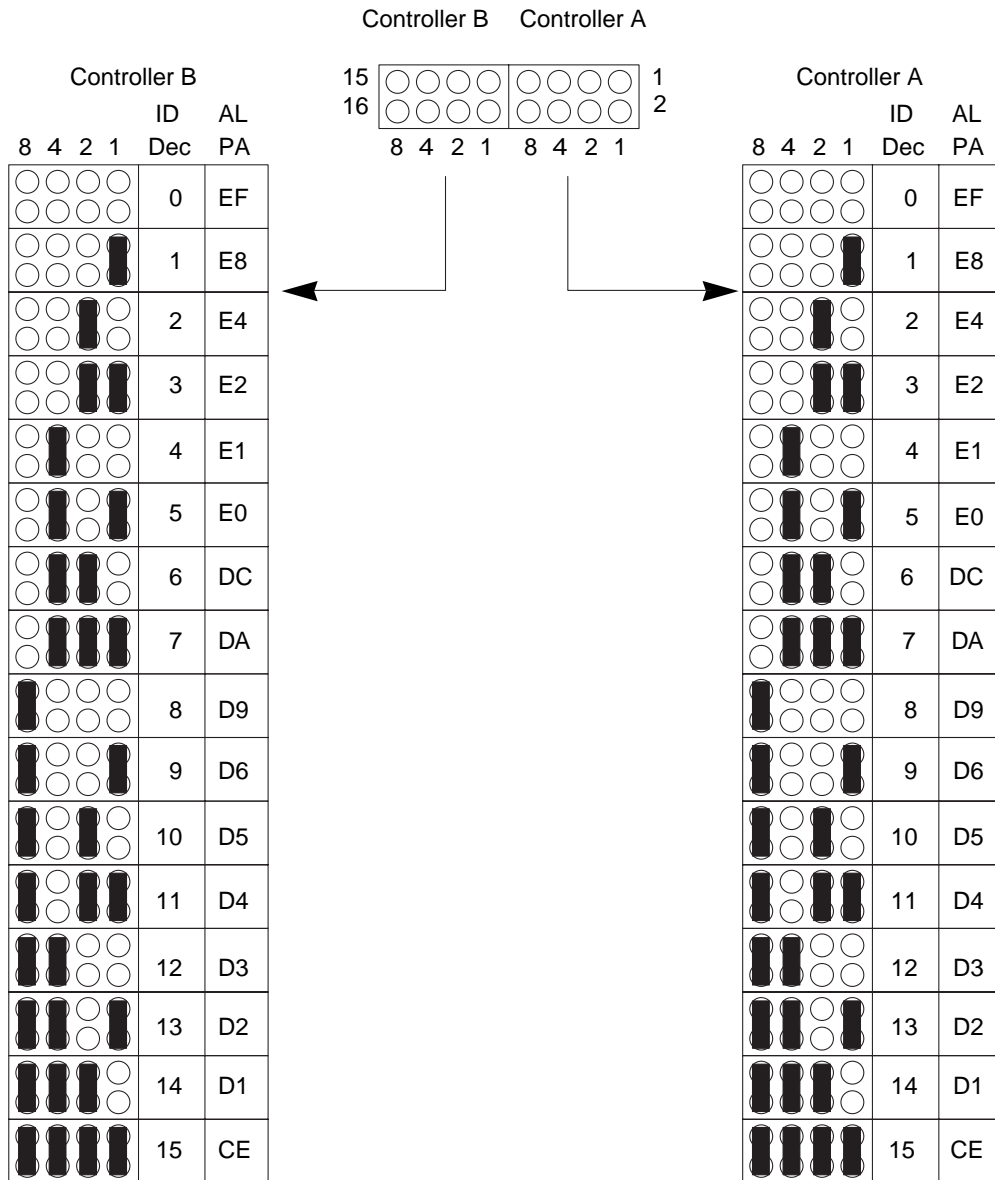 Controller B Controller A
15 1
16 2
8 4 2 1 8 4 2 1
Controller B
ID AL
8 4 2 1 Dec PA
0 EF
1 E8
2 E4
3 E2
4 E1
5 E0
6 DC
7 DA
8 D9
9 D6
10 D5
11 D4
12 D3
13 D2
14 D1
15 CE
Controller A
ID AL
8 4 2 1 Dec PA
0 EF
1 E8
2 E4
3 E2
4 E1
5 E0
6 DC
7 DA
8 D9
9 D6
10 D5
11 D4
12 D3
13 D2
14 D1
15 CE